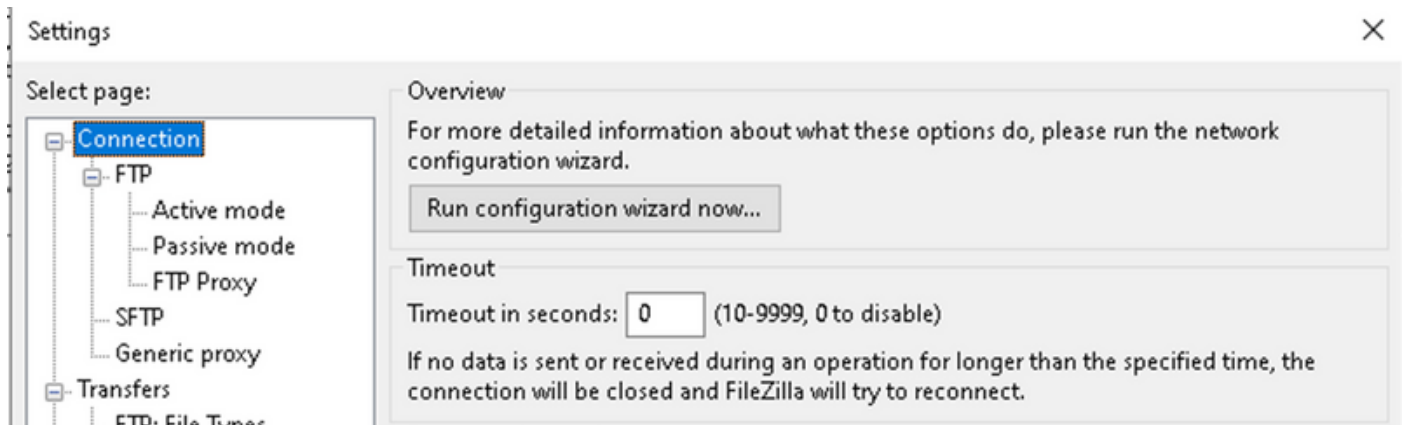 Settings
Select page:
Connection
FTP
Active mode
Passive mode
FTP Proxy
SFTP
Generic proxy
Transfers
FTP: File Types
Overview
For more detailed information about what these options do, please run the network
configuration wizard.
Run configuration wizard now...
Timeout
Timeout in seconds: 0 (10-9999, 0 to disable)
If no data is sent or received during an operation for longer than the specified time, the
connection will be closed and FileZilla will try to reconnect.